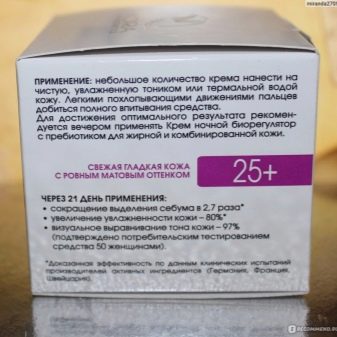 miranda2709
ПРИМЕНЕНИЕ: небольшое количество крема нанести на
чистую, увлажненную тоником или термальной водой
кожу. Легкими похлопывающими движениями пальцев
добиться полного впитывания средства.
Для достижения оптимального результата рекомен-
дуется вечером применять Крем ночной биорегулятор
с пребиотиком для жирной и комбинированной кожи.
СВЕЖАЯ ГЛАДКАЯ КОЖА
С РОВНЫМ МАТОВЫМ ОТТЕНКОМ
25+
ЧЕРЕЗ 21 ДЕНЬ ПРИМЕНЕНИЯ:
• сокращение выделения себума в 2,7 раза*
• увеличение увлажненности кожи – 80%*
• визуальное выравнивание тона кожи – 97%
(подтверждено потребительским тестированием
средства 50 женщинами).
*Доказанная эффективность по данным клинических испытаний
производителей активных ингредиентов (Германия, Франция,
Швейцария).
IRECOMMEND.RU